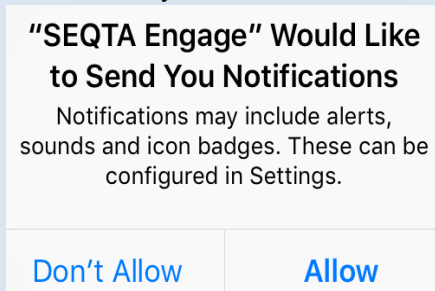 “SEQTA Engage” Would Like
to Send You Notifications
Notifications may include alerts,
sounds and icon badges. These can be
configured in Settings.
Don’t Allow
Allow